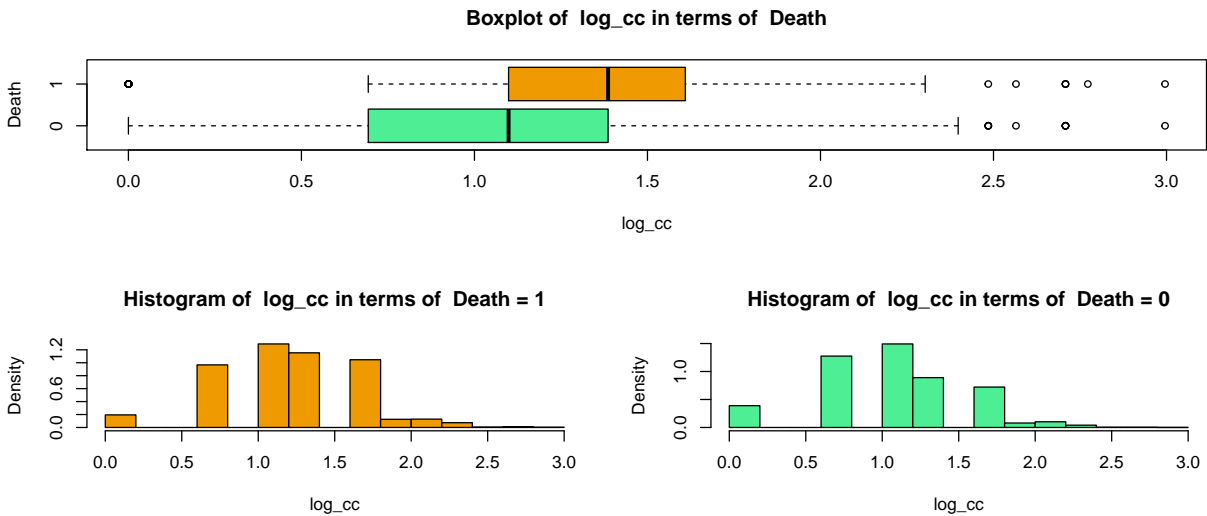 Boxplot of log_cc in terms of Death
Death
1
0
0.0 0.5 1.0 1.5 2.0 2.5 3.0
log_cc
Histogram of log_cc in terms of Death = 1
Density
1.2
0.6
0.0
0.0 0.5 1.0 1.5 2.0 2.5 3.0
log_cc
Histogram of log_cc in terms of Death = 0
Density
1.0
0.0
0.0 0.5 1.0 1.5 2.0 2.5 3.0
log_cc